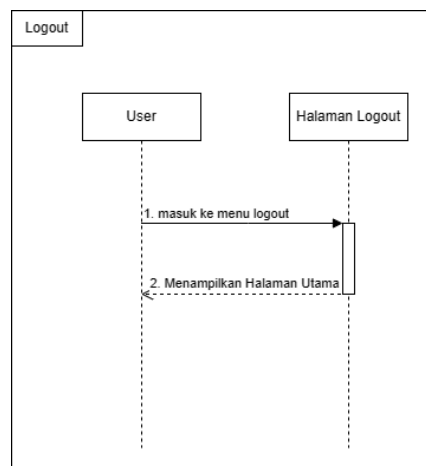 Logout
User
Halaman Logout
1. masuk ke menu logout
2. Menampilkan Halaman Utama